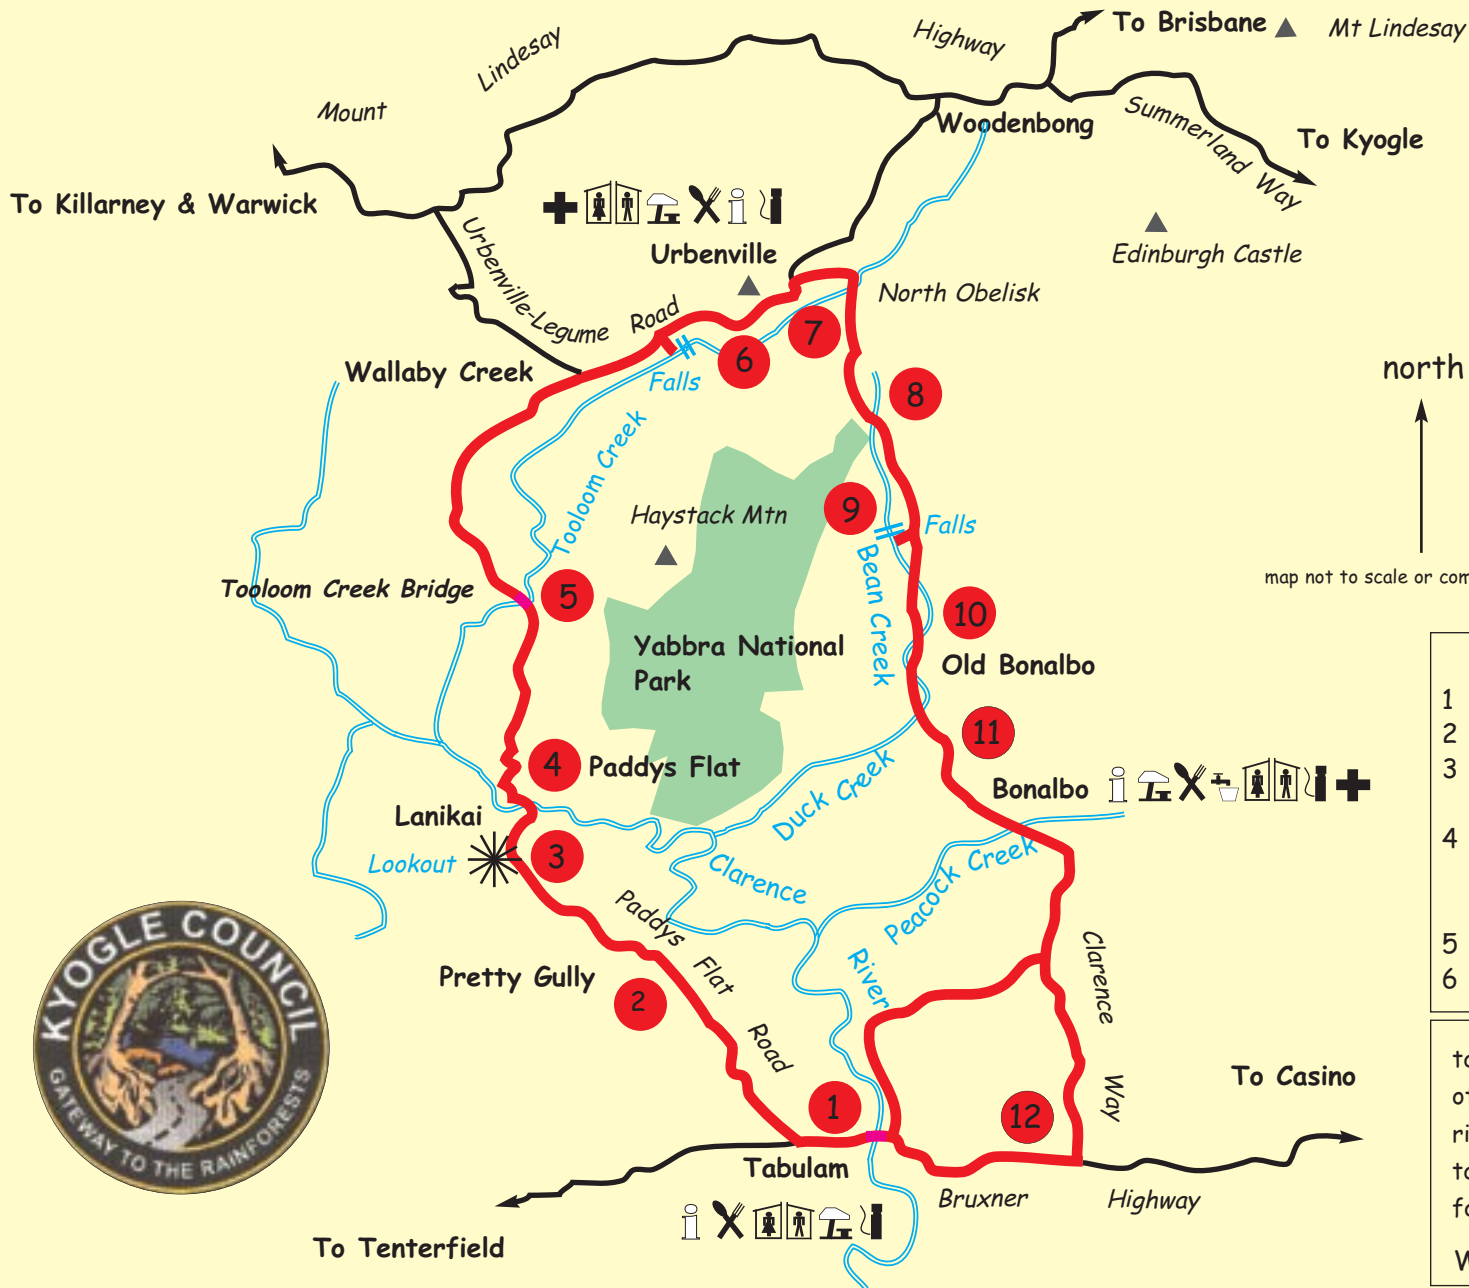 To Brisbane
Mt Lindesay
Highway
Lindesay
Mount
Woodenbong
Summerland Way
To Kyogle
To Killarney & Warwick
Urbenville
Edinburgh Castle
Urbenville-Legume Road
North Obelisk
7
6
Wallaby Creek
Falls
8
north
Tooloom Creek
Haystack Mtn
9
Falls
Bean Creek
map not to scale or com
Tooloom Creek Bridge
5
10
Yabbra National
Park
Old Bonalbo
11
4
Paddys Flat
Duck Creek
Bonalbo
Lanikai
Lookout
3
Clarence
River
Peacock Creek
Paddys Flat Road
Pretty Gully
2
Clarence Way
1
12
To Casino
Tabulam
Bruxner
Highway
To Tenterfield
KYOGLE COUNCIL
GATEWAY TO THE RAINFORESTS
1
2
3
4
5
6